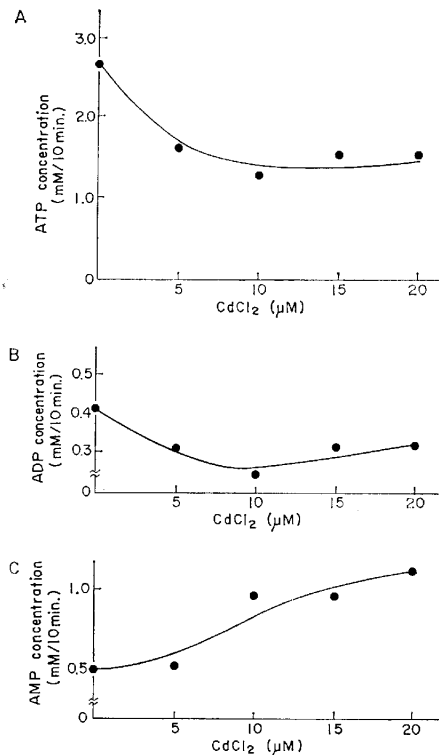 A
ATP concentration
(mM/10 min.)
3.0
2.0
1.0
0
5
10
15
20
CdCl2 (μM)
B
ADP concentration
(mM/10 min.)
0.5
0.4
0.3
0
5
10
15
20
CdCl2 (μM)
C
AMP concentration
(mM/10min.)
1.0
0.5
0
5
10
15
20
CdCl2 (μM)